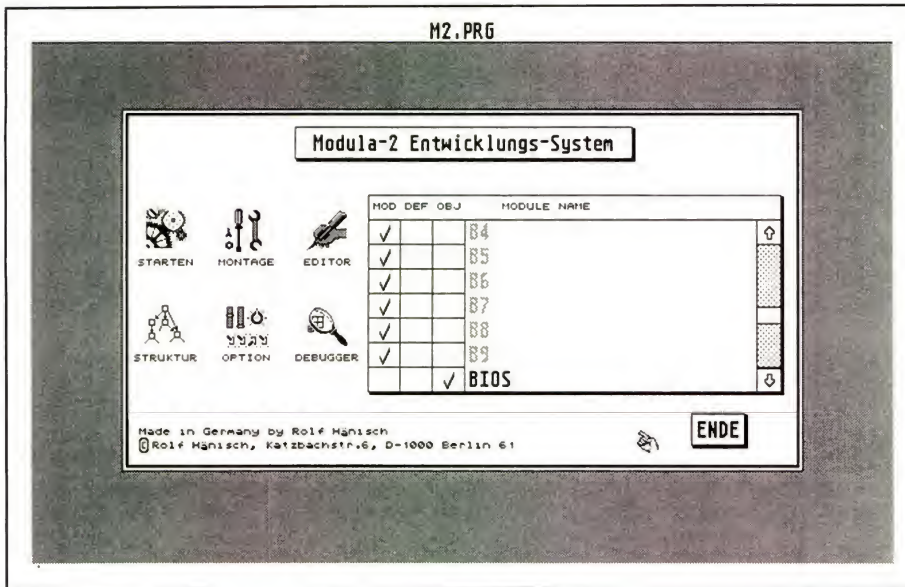 M2.PRG
Modula-2 Entwicklungs-System
MOD DEF OBJ MODULE NAME
B4
B5
B6
B7
B8
B9
BIOS
STARTEN MONTAGE EDITOR
STRUKTUR OPTION DEBUGGER
Made in Germany by Rolf Hänisch
©Rolf Hänisch, Katzbachstr.6, D-1000 Berlin 61
ENDE